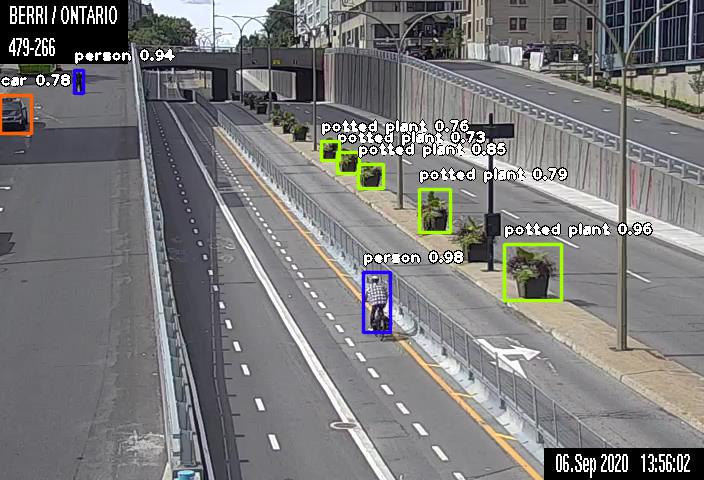 BERRI / ONTARIO
479-266
person 0.94
car 0.78
potted plant 0.76
potted plant 0.73
potted plant 0.85
potted plant 0.79
potted plant 0.96
person 0.98
06.Sep 2020 13:56:02